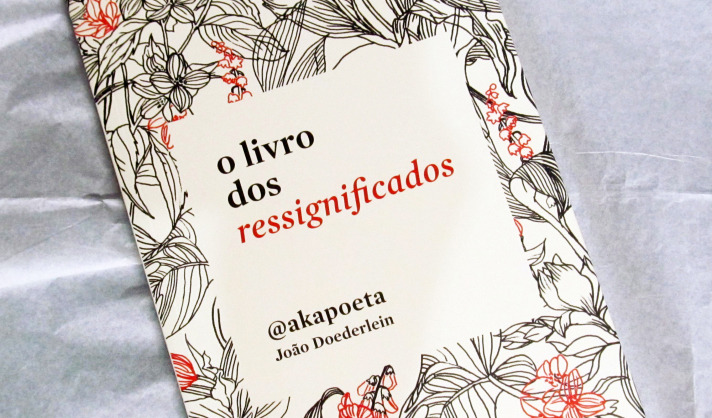 o livro
dos
ressignificados
@akapoeta
João Doederlein